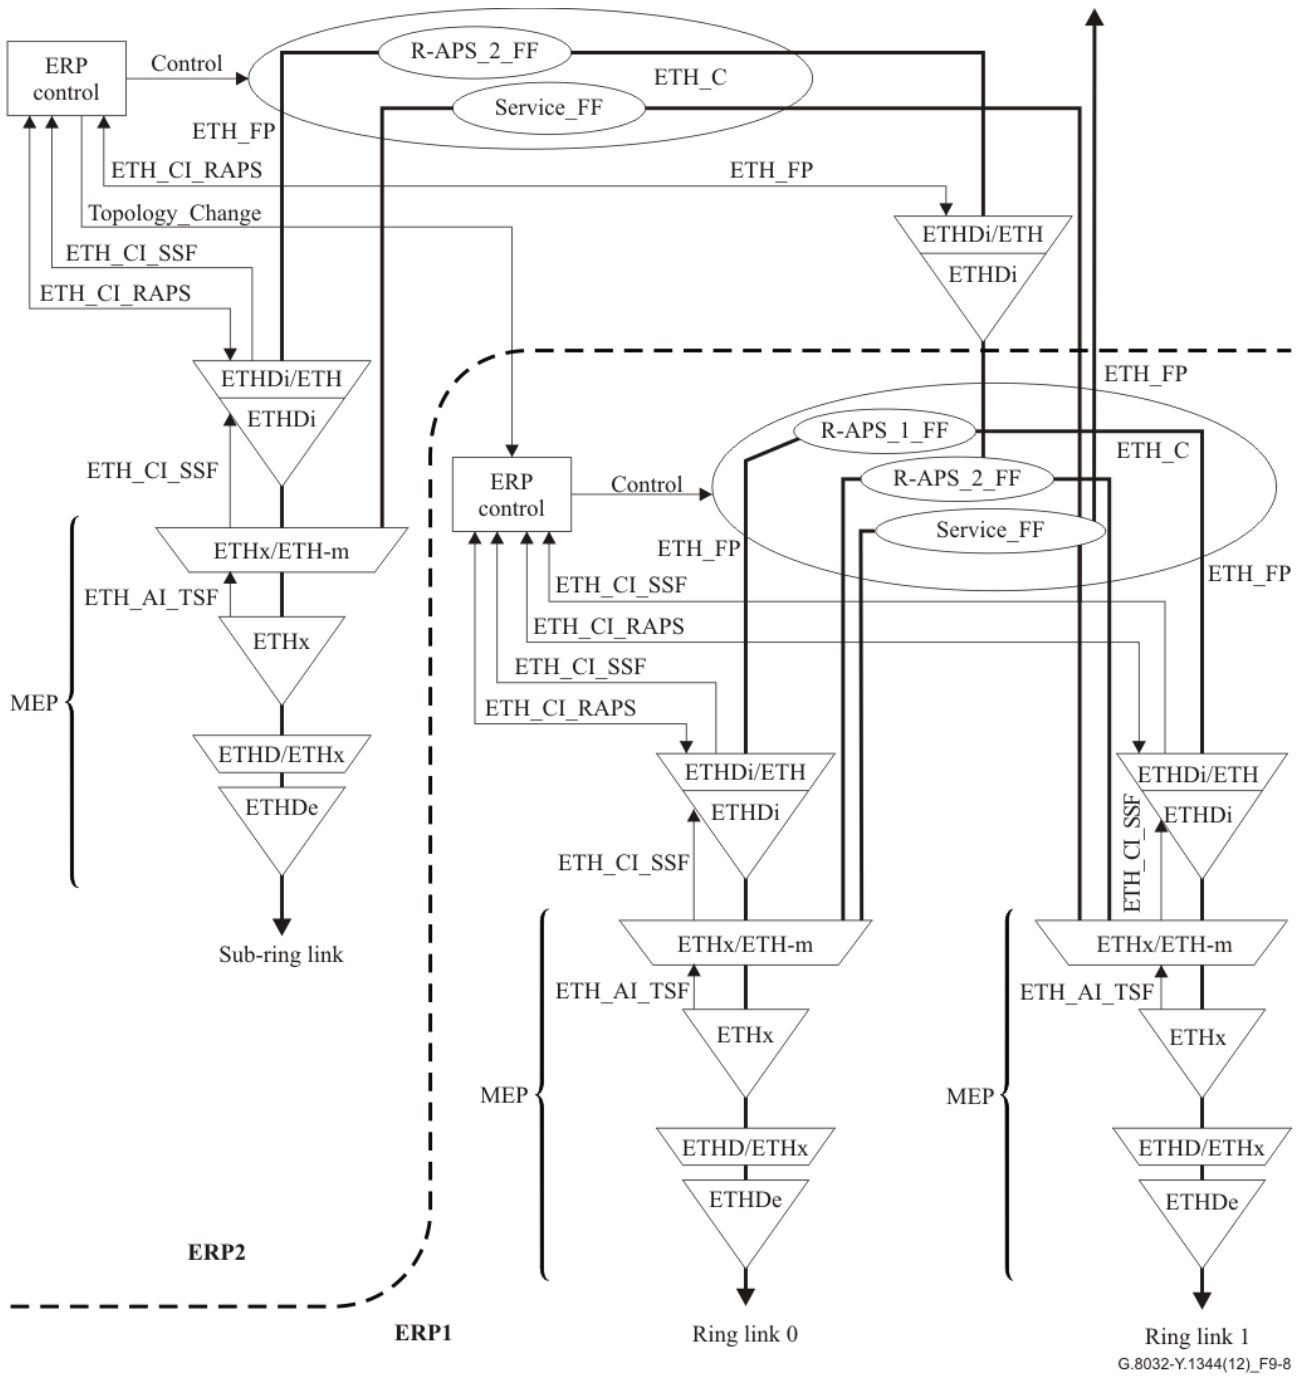 R-APS_2_FF
ERP
control
Control
ETH_C
Service_FF
ETH_FP
ETH_CI_RAPS
ETH_FP
Topology_Change
ETHDi/ETH
ETH_CI_SSF
ETHDi
ETH_CI_RAPS
ETHDi/ETH
ETH_FP
ETHDi
R-APS_1_FF
ETH_C
ETH_CI_SSF
R-APS_2_FF
ERP
control
Control
Service_FF
ETHx/ETH-m
ETH_FP
ETH_FP
ETH_CI_SSF
ETH_AI_TSF
ETH_CI_RAPS
ETHx
ETH_CI_SSF
MEP
ETH_CI_RAPS
ETHD/ETHx
ETHDi/ETH
ETHDi/ETH
ETHDe
ETHDi
ETHDi
ETH_CI_SSF
ETH_CI_SSF
Sub-ring link
ETHx/ETH-m
ETHx/ETH-m
ETH_AI_TSF
ETH_AI_TSF
ETHx
ETHx
MEP
MEP
ETHD/ETHx
ETHD/ETHx
ETHDe
ETHDe
ERP2
ERP1
Ring link 0
Ring link 1
G.8032-Y.1344(12)_F9-8